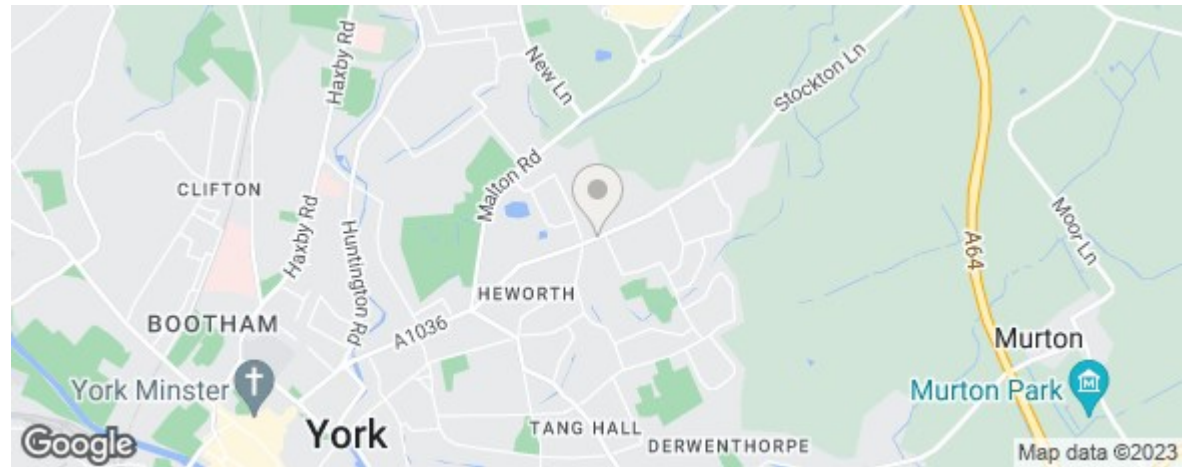 Haxby Rd
New Ln
Stockton Ln
CLIFTON
Malton Rd
Haxby Rd
Huntington Rd
Moor Ln
A64
HEWORTH
BOOTHAM
A1036
Murton
York Minster
Murton Park
York
TANG HALL
DERWENTHORPE
Google
Map data ©2023